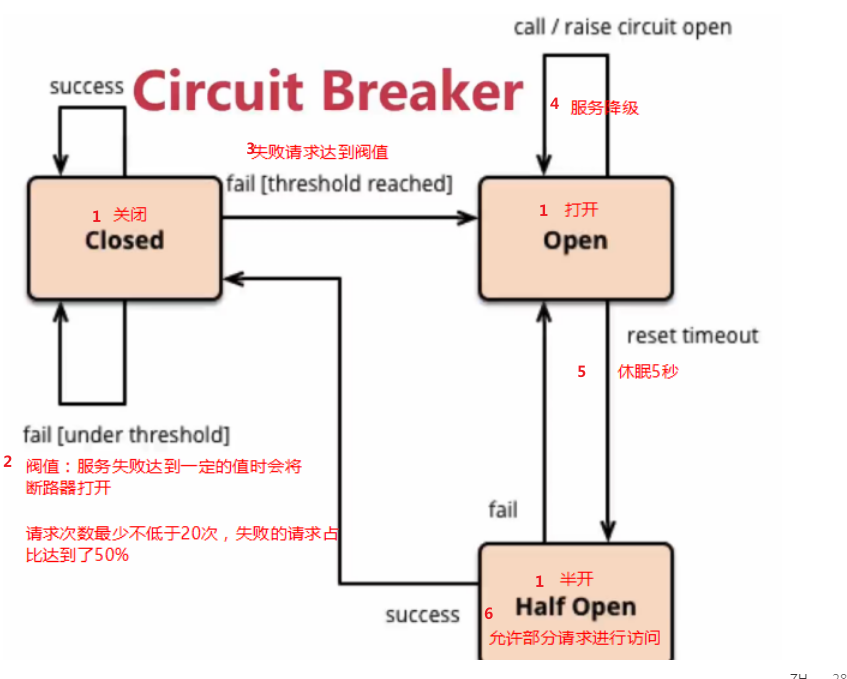 call / raise circuit open
success
Circuit Breaker
4 服务降级
3 失败请求达到阀值
fail [threshold reached]
1 关闭
Closed
1 打开
Open
reset timeout
5 休眠5秒
fail [under threshold]
2 阀值：服务失败达到一定的值时会将
断路器打开
请求次数最少不低于20次，失败的请求占
比达到了50%
fail
1 半开
Half Open
success
6
允许部分请求进行访问
ZH 28